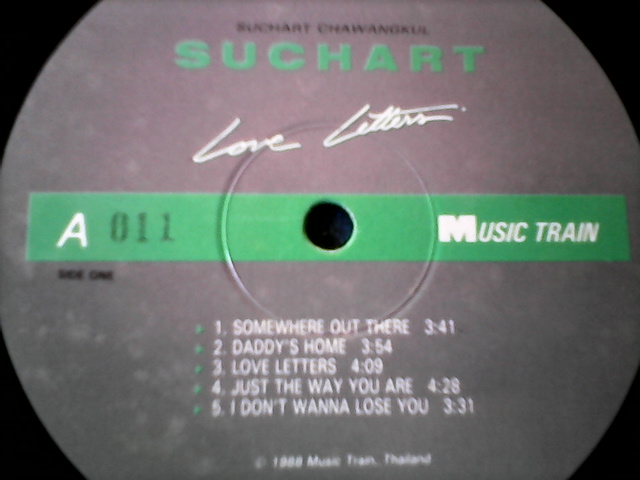 SUCHART CHAWANGKUL
SUCHART
Love Letters
A 011 MUSIC TRAIN
SIDE ONE
1. SOMEWHERE OUT THERE 3:41
2. DADDY'S HOME 3:54
3. LOVE LETTERS 4:09
4. JUST THE WAY YOU ARE 4:28
5. I DON'T WANNA LOSE YOU 3:31
© 1988 Music Train, Thailand